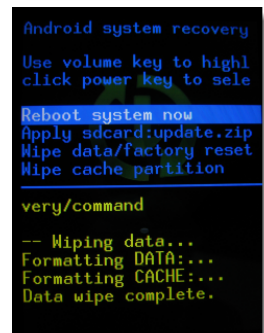 Android system recovery
Use volume key to highl
click power key to sele
Reboot system now
Apply sdcard:update.zip
Wipe data/factory reset
Wipe cache partition
very/command
-- Wiping data...
Formatting DATA:...
Formatting CACHE:...
Data wipe complete.